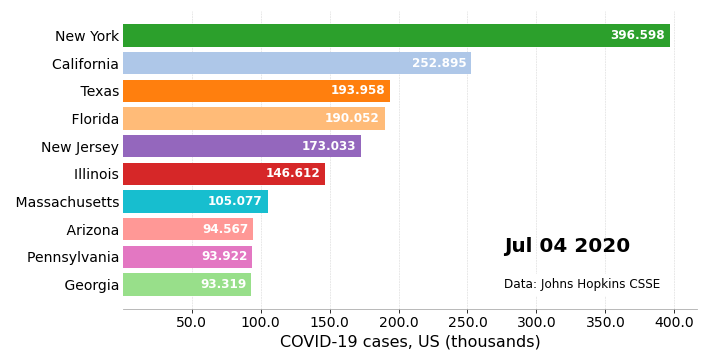 New York 396.598
California 252.895
Texas 193.958
Florida 190.052
New Jersey 173.033
Illinois 146.612
Massachusetts 105.077
Arizona 94.567
Pennsylvania 93.922
Georgia 93.319
Jul 04 2020
Data: Johns Hopkins CSSE
50.0 100.0 150.0 200.0 250.0 300.0 350.0 400.0
COVID-19 cases, US (thousands)